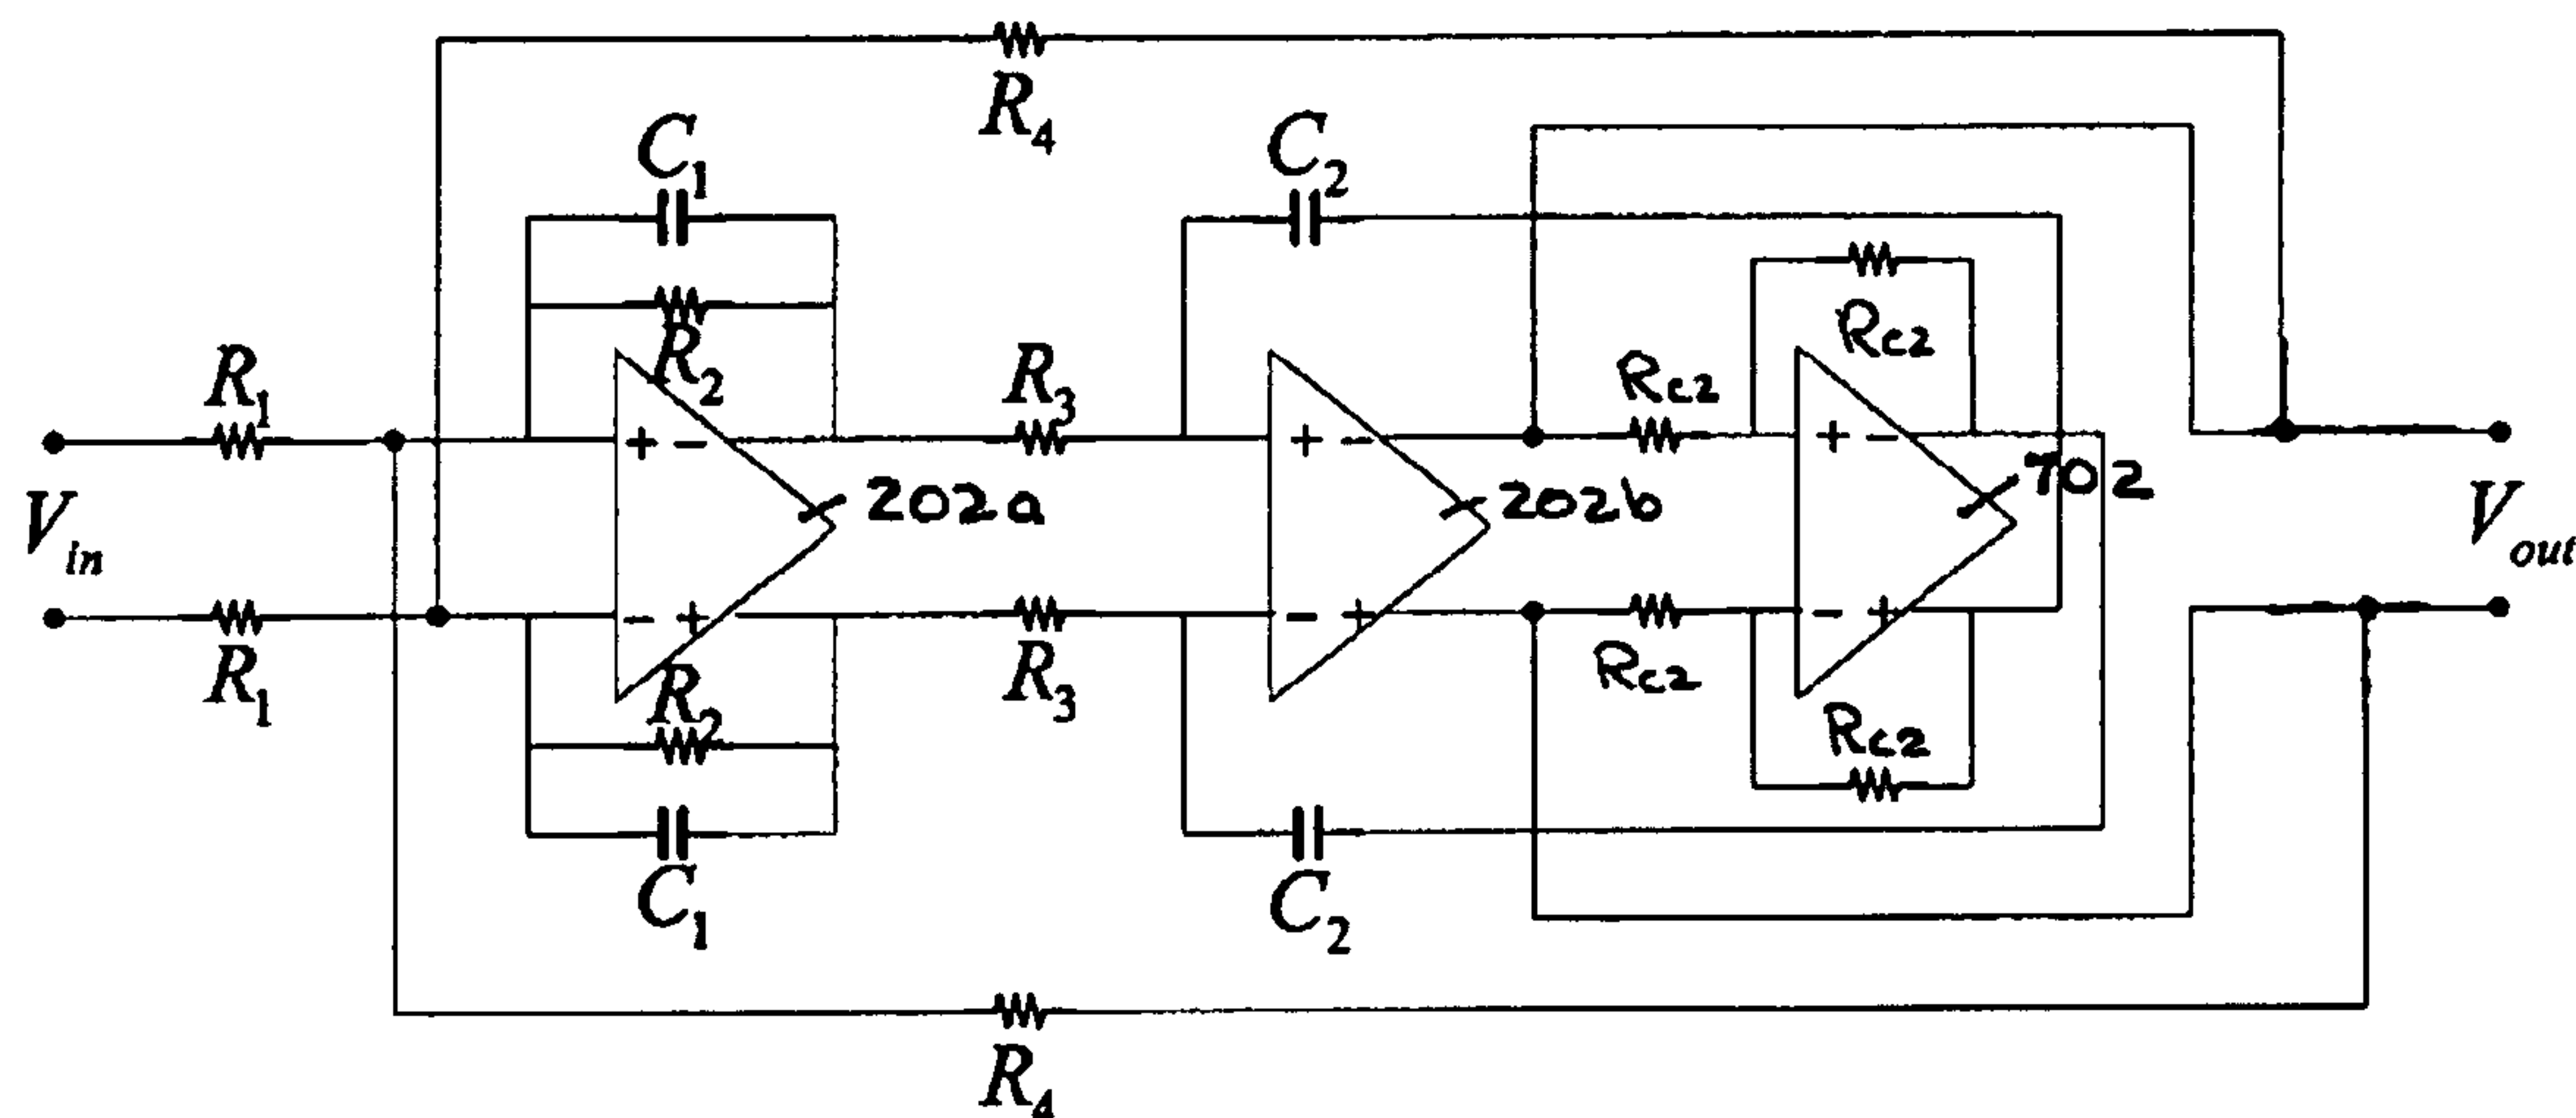 R4
C1
C2
R2
Rc2
R1
R3
Rc2
+ -
+ -
+ -
Vin
202a
202b
702
Vout
- +
- +
- +
R1
R2
R3
Rc2
Rc2
C1
C2
R4